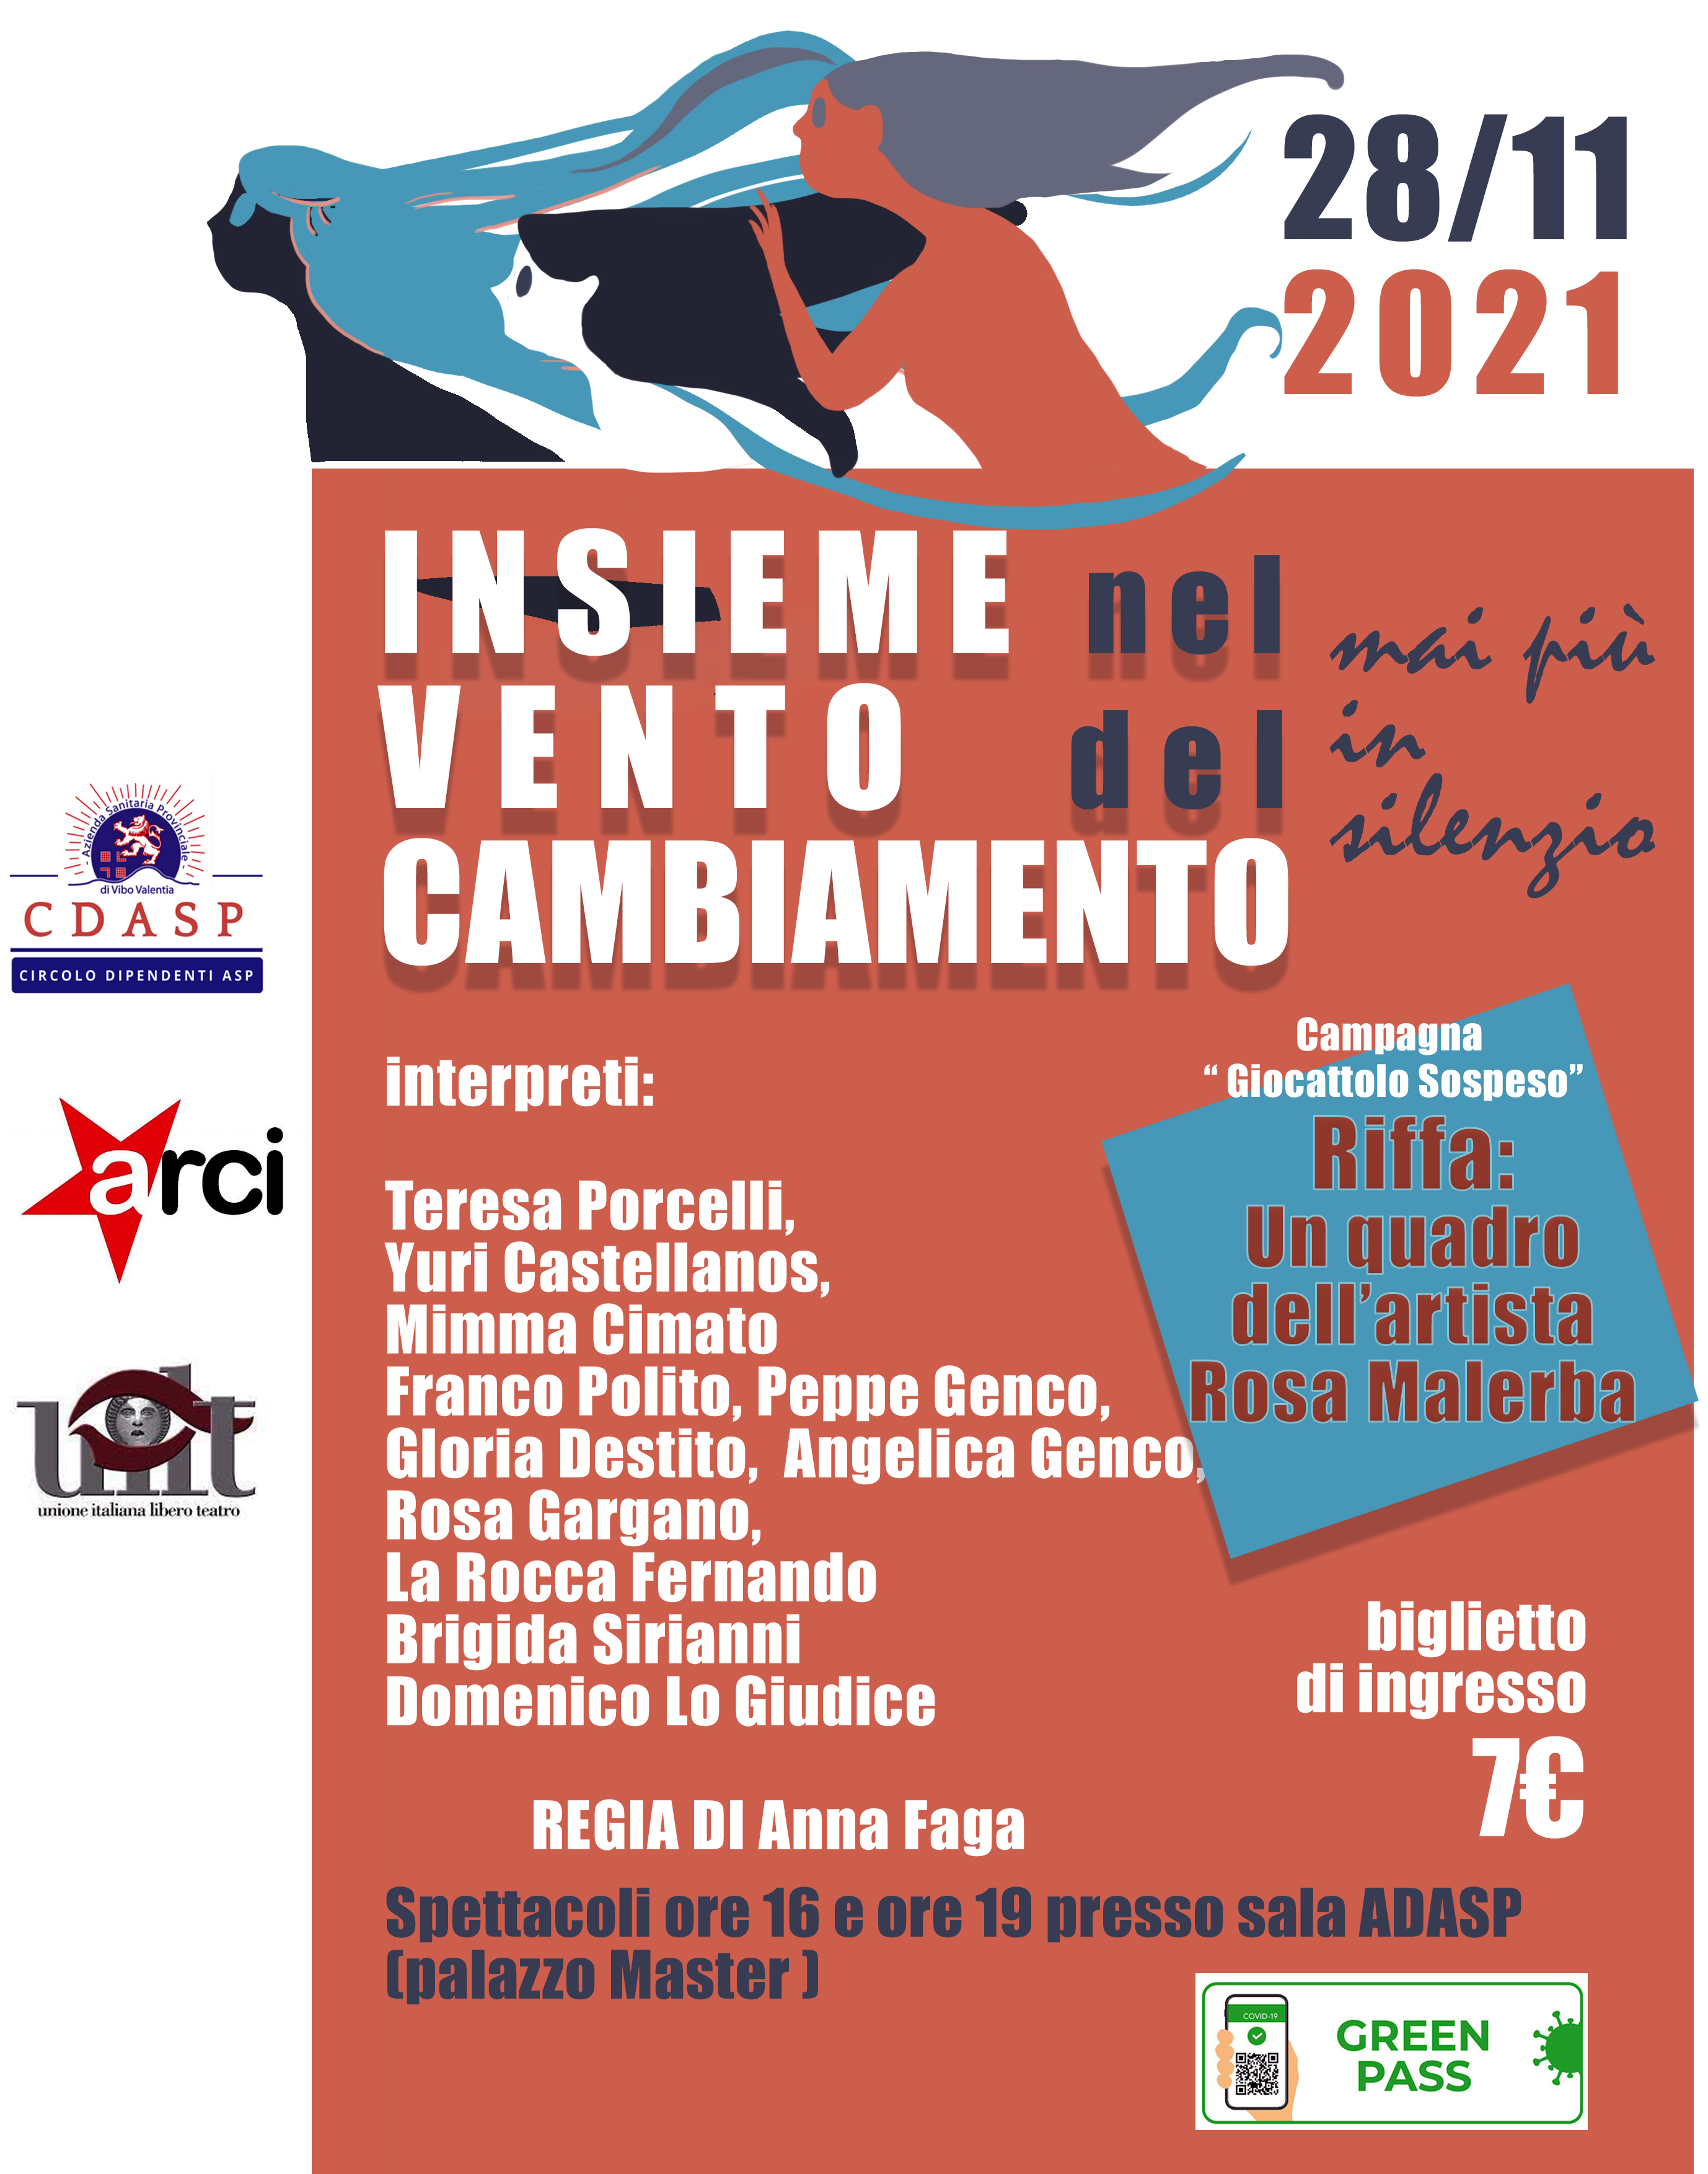 28/11
2021
INSIEME nel
VENTO del
CAMBIAMENTO
mai più
in
silenzio
Azienda Sanitaria Provinciale
di Vibo Valentia
CDASP
CIRCOLO DIPENDENTI ASP
arci
uilt
unione italiana libero teatro
interpreti:
Teresa Porcelli,
Yuri Castellanos,
Mimma Cimato
Franco Polito, Peppe Genco,
Gloria Destito, Angelica Genco,
Rosa Gargano,
La Rocca Fernando
Brigida Sirianni
Domenico Lo Giudice
Campagna
“ Giocattolo Sospeso”
Riffa:
Un quadro
dell’artista
Rosa Malerba
biglietto
di ingresso
7€
REGIA DI Anna Faga
Spettacoli ore 16 e ore 19 presso sala ADASP
(palazzo Master )
COVID-19
GREEN
PASS